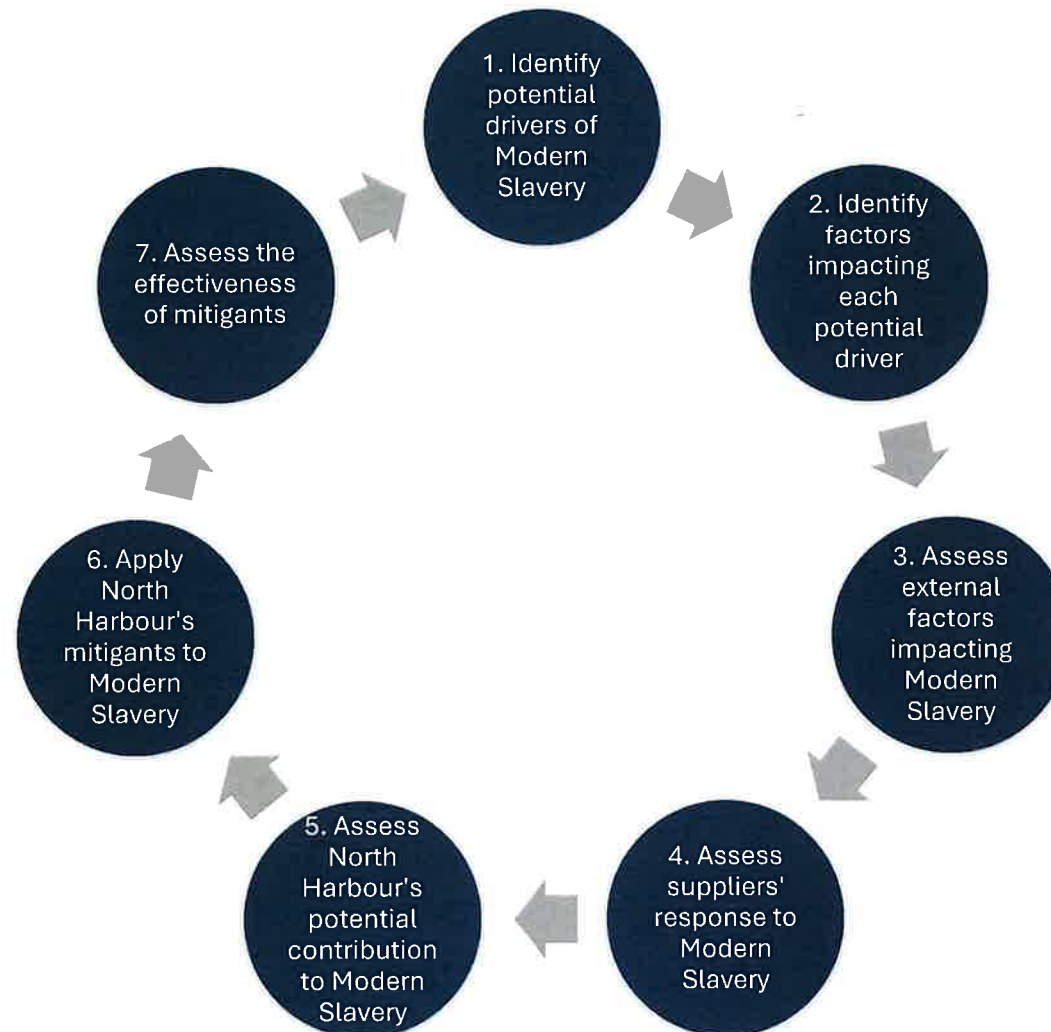 1. Identify
potential
drivers of
Modern
Slavery
2. Identify
factors
impacting
each
potential
driver
3. Assess
external
factors
impacting
Modern
Slavery
4. Assess
suppliers'
response to
Modern
Slavery
5. Assess
North
Harbour's
potential
contribution
to Modern
Slavery
6. Apply
North
Harbour's
mitigants to
Modern
Slavery
7. Assess the
effectiveness
of mitigants